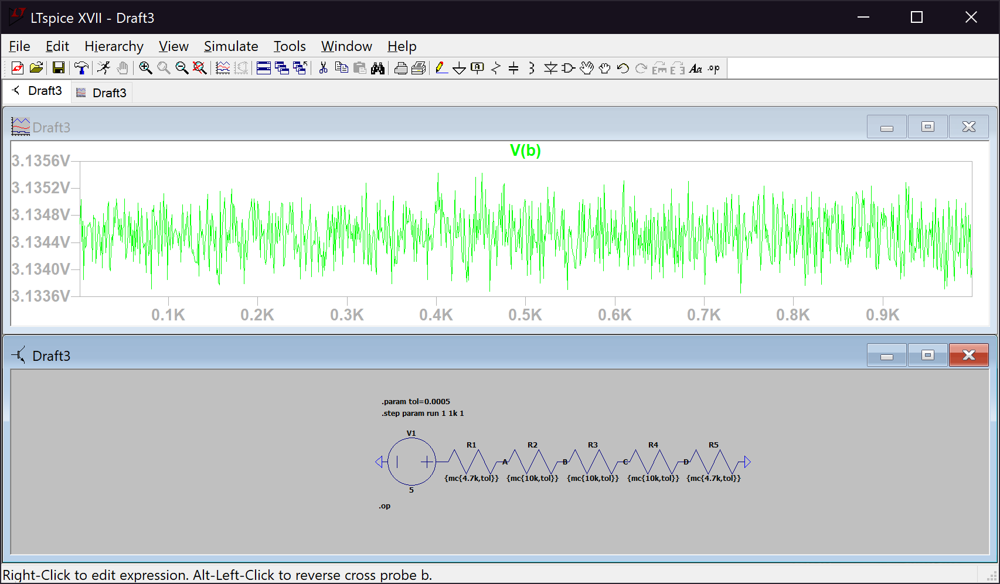 LTspice XVII - Draft3
File Edit Hierarchy View Simulate Tools Window Help
Draft3 Draft3
Draft3
V(b)
3.1356V
3.1352V
3.1348V
3.1344V
3.1340V
3.1336V
0.1K 0.2K 0.3K 0.4K 0.5K 0.6K 0.7K 0.8K 0.9K
Draft3
.param tol=0.0005
.step param run 1 1k 1
V1
R1 R2 R3 R4 R5
A B C D
{mc{4.7k,tol}} {mc{10k,tol}} {mc{10k,tol}} {mc{10k,tol}} {mc{4.7k,tol}}
5
.op
Right-Click to edit expression. Alt-Left-Click to reverse cross probe b.